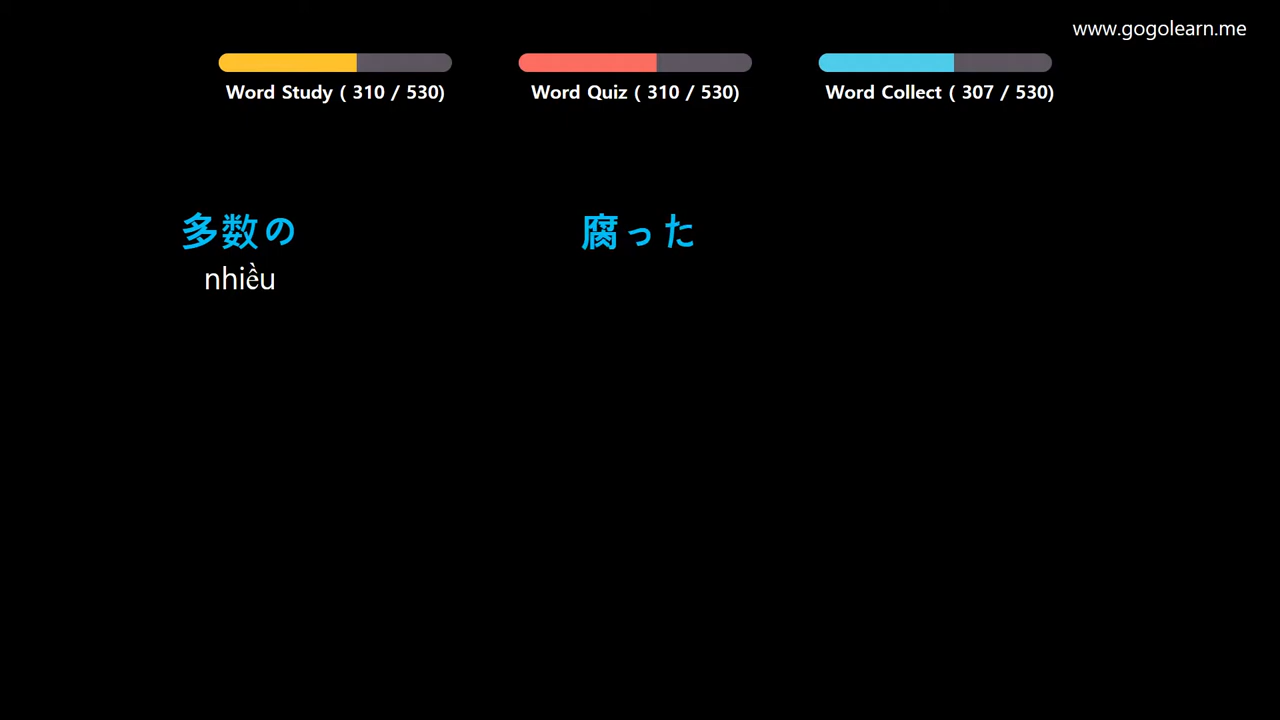 www.gogolearn.me
Word Study ( 310 / 530)
Word Quiz ( 310 / 530)
Word Collect ( 307 / 530)
多数の
nhiều
腐った